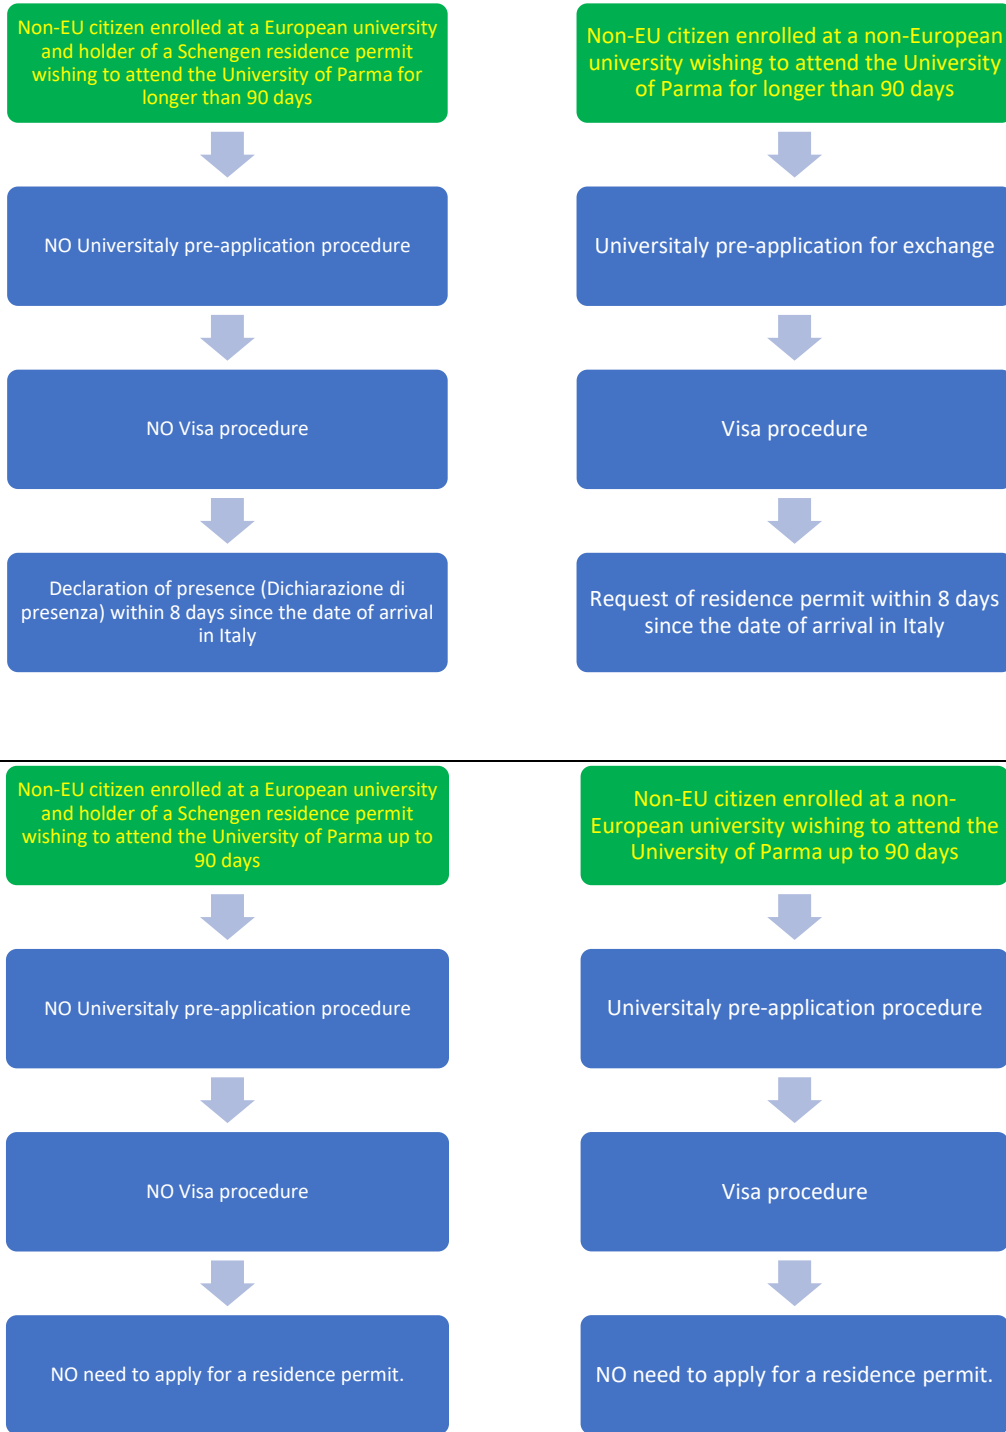 Non-EU citizen enrolled at a European university
and holder of a Schengen residence permit
wishing to attend the University of Parma for
longer than 90 days
NO Universitaly pre-application procedure
NO Visa procedure
Declaration of presence (Dichiarazione di
presenza) within 8 days since the date of arrival
in Italy
Non-EU citizen enrolled at a non-European
university wishing to attend the University
of Parma for longer than 90 days
Universitaly pre-application for exchange
Visa procedure
Request of residence permit within 8 days
since the date of arrival in Italy
Non-EU citizen enrolled at a European university
and holder of a Schengen residence permit
wishing to attend the University of Parma up to
90 days
NO Universitaly pre-application procedure
NO Visa procedure
NO need to apply for a residence permit.
Non-EU citizen enrolled at a non-
European university wishing to attend the
University of Parma up to 90 days
Universitaly pre-application procedure
Visa procedure
NO need to apply for a residence permit.